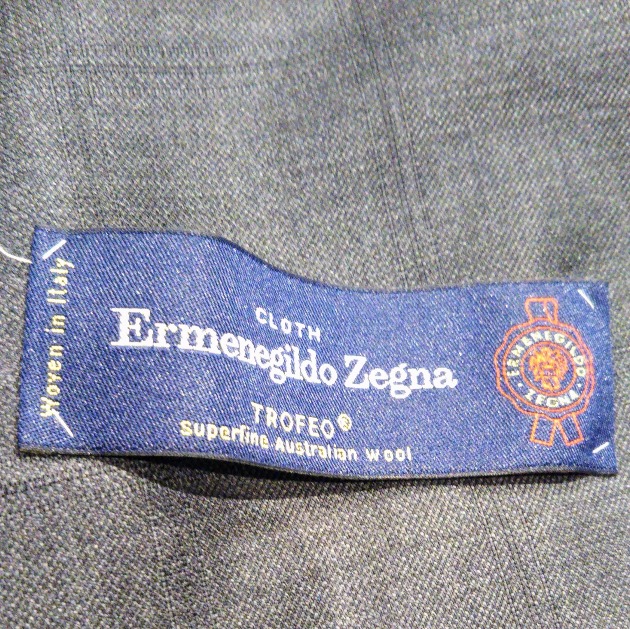 Woven in Italy
CLOTH
Ermenegildo Zegna
TROFEO®
Superfine Australian Wool
ERMENEGILDO
· ZEGNA ·